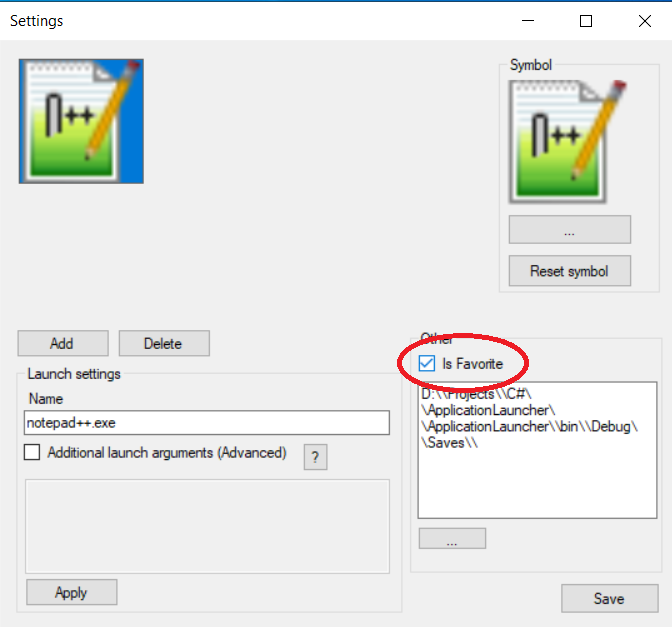 Settings
Symbol
n++
n++
...
Reset symbol
Add
Delete
Other
Is Favorite
Launch settings
Name
notepad++.exe
Additional launch arguments (Advanced)
?
D:\\Projects\\C#\
\ApplicationLauncher\
\ApplicationLauncher\\bin\\Debug\
\Saves\\
...
Apply
Save